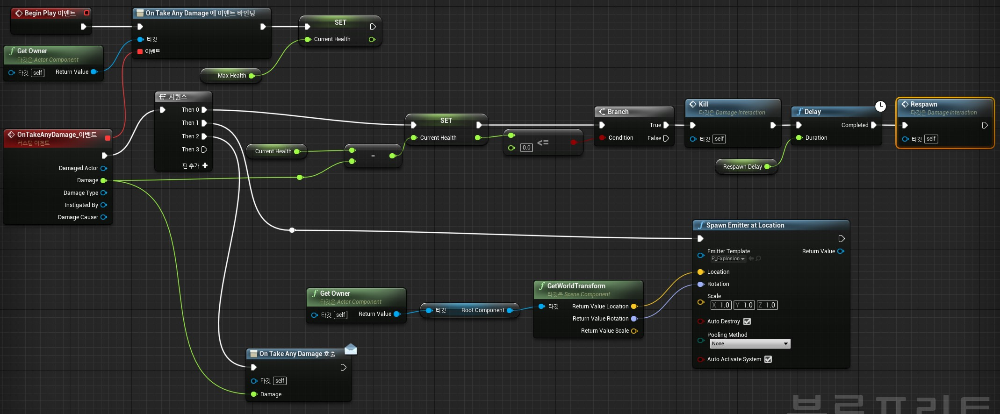 Begin Play 이벤트
On Take Any Damage 에 이벤트 바인딩
타깃
이벤트
SET
Current Health
Get Owner
타깃은 Actor Component
타깃 self Return Value
Max Health
시퀀스
Then 0
Then 1
Then 2
Then 3
핀 추가
OnTakeAnyDamage_이벤트
커스텀 이벤트
Damaged Actor
Damage
Damage Type
Instigated By
Damage Causer
Current Health
-
SET
Current Health
0.0 <=
Branch
True
Condition False
Kill
타깃은 Damage Interaction
타깃 self
Delay
Completed
Duration
Respawn Delay
Respawn
타깃은 Damage Interaction
타깃 self
Spawn Emitter at Location
Emitter Template Return Value
P_Explosion
Location
Rotation
Scale
X 1.0 Y 1.0 Z 1.0
Auto Destroy
Pooling Method
None
Auto Activate System
Get Owner
타깃은 Actor Component
타깃 self Return Value
타깃 Root Component
GetWorldTransform
타깃은 Scene Component
타깃 Return Value Location
Return Value Rotation
Return Value Scale
On Take Any Damage 호출
타깃 self
Damage
블루프린트